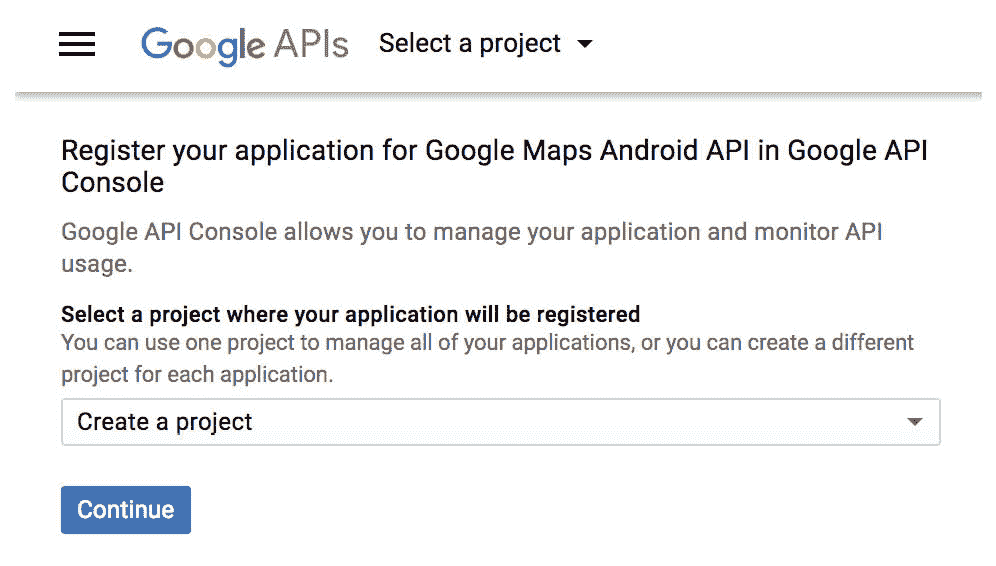 Google APIs Select a project
Register your application for Google Maps Android API in Google API
Console
Google API Console allows you to manage your application and monitor API
usage.
Select a project where your application will be registered
You can use one project to manage all of your applications, or you can create a different
project for each application.
Create a project
Continue